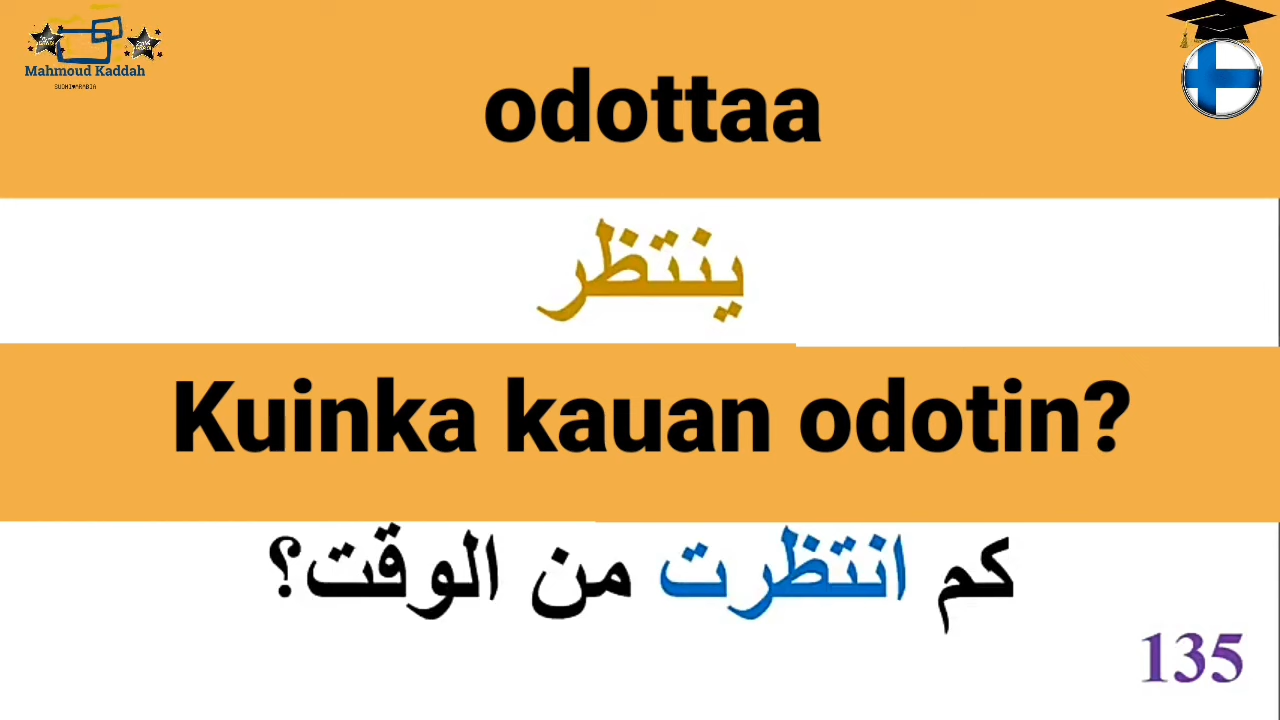 Mahmoud Kaddah
odottaa
ينتظر
Kuinka kauan odotin?
كم انتظرت من الوقت؟
135